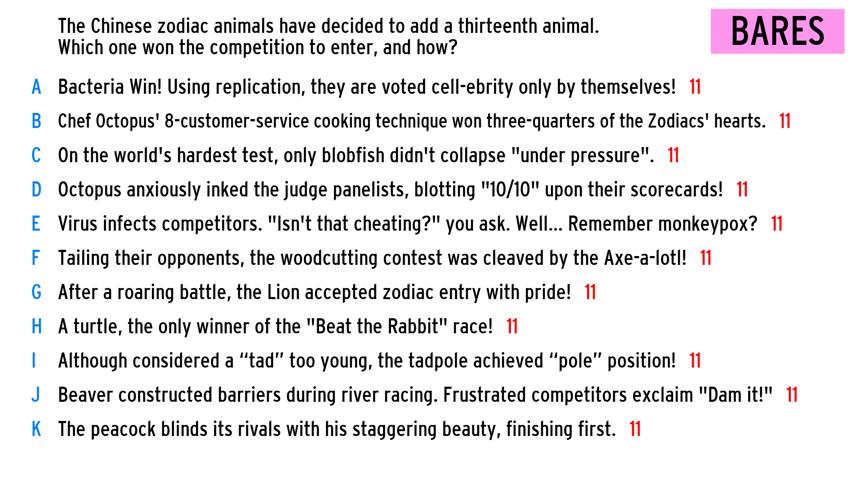 The Chinese zodiac animals have decided to add a thirteenth animal.
Which one won the competition to enter, and how?
BARES
A Bacteria Win! Using replication, they are voted cell-ebrity only by themselves! 11
B Chef Octopus' 8-customer-service cooking technique won three-quarters of the Zodiacs' hearts. 11
C On the world's hardest test, only blobfish didn't collapse "under pressure". 11
D Octopus anxiously inked the judge panelists, blotting "10/10" upon their scorecards! 11
E Virus infects competitors. "Isn't that cheating?" you ask. Well... Remember monkeypox? 11
F Tailing their opponents, the woodcutting contest was cleaved by the Axe-a-lotl! 11
G After a roaring battle, the Lion accepted zodiac entry with pride! 11
H A turtle, the only winner of the "Beat the Rabbit" race! 11
I Although considered a “tad” too young, the tadpole achieved “pole” position! 11
J Beaver constructed barriers during river racing. Frustrated competitors exclaim "Dam it!" 11
K The peacock blinds its rivals with his staggering beauty, finishing first. 11